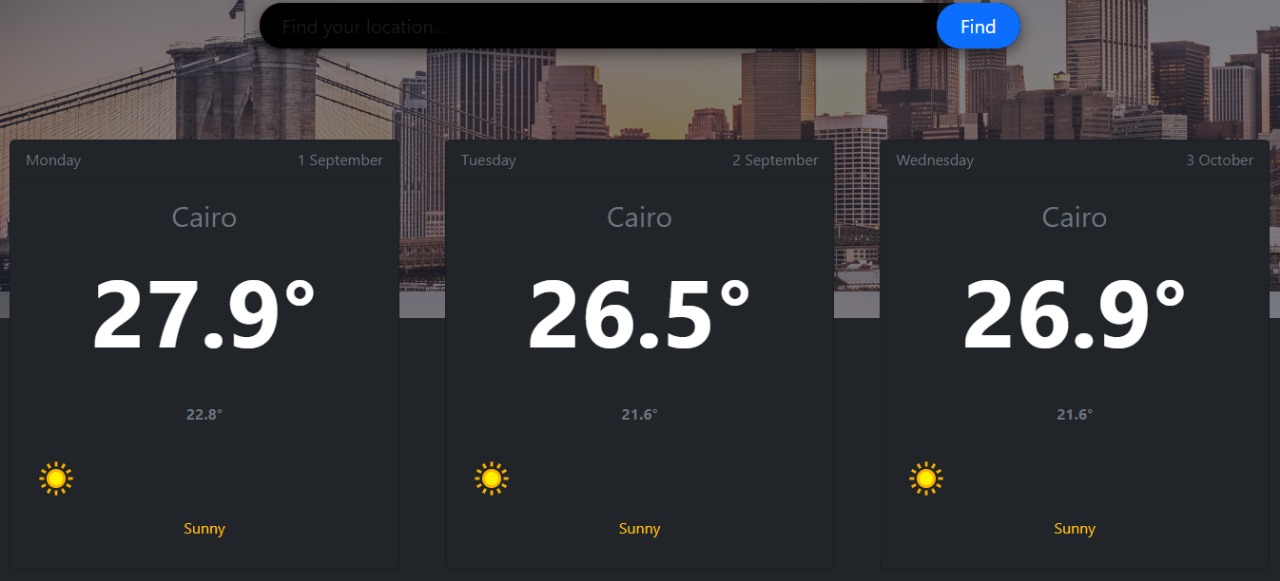 Find your location...
Find
Monday 1 September
Cairo
27.9°
22.8°
Sunny
Tuesday 2 September
Cairo
26.5°
21.6°
Sunny
Wednesday 3 October
Cairo
26.9°
21.6°
Sunny